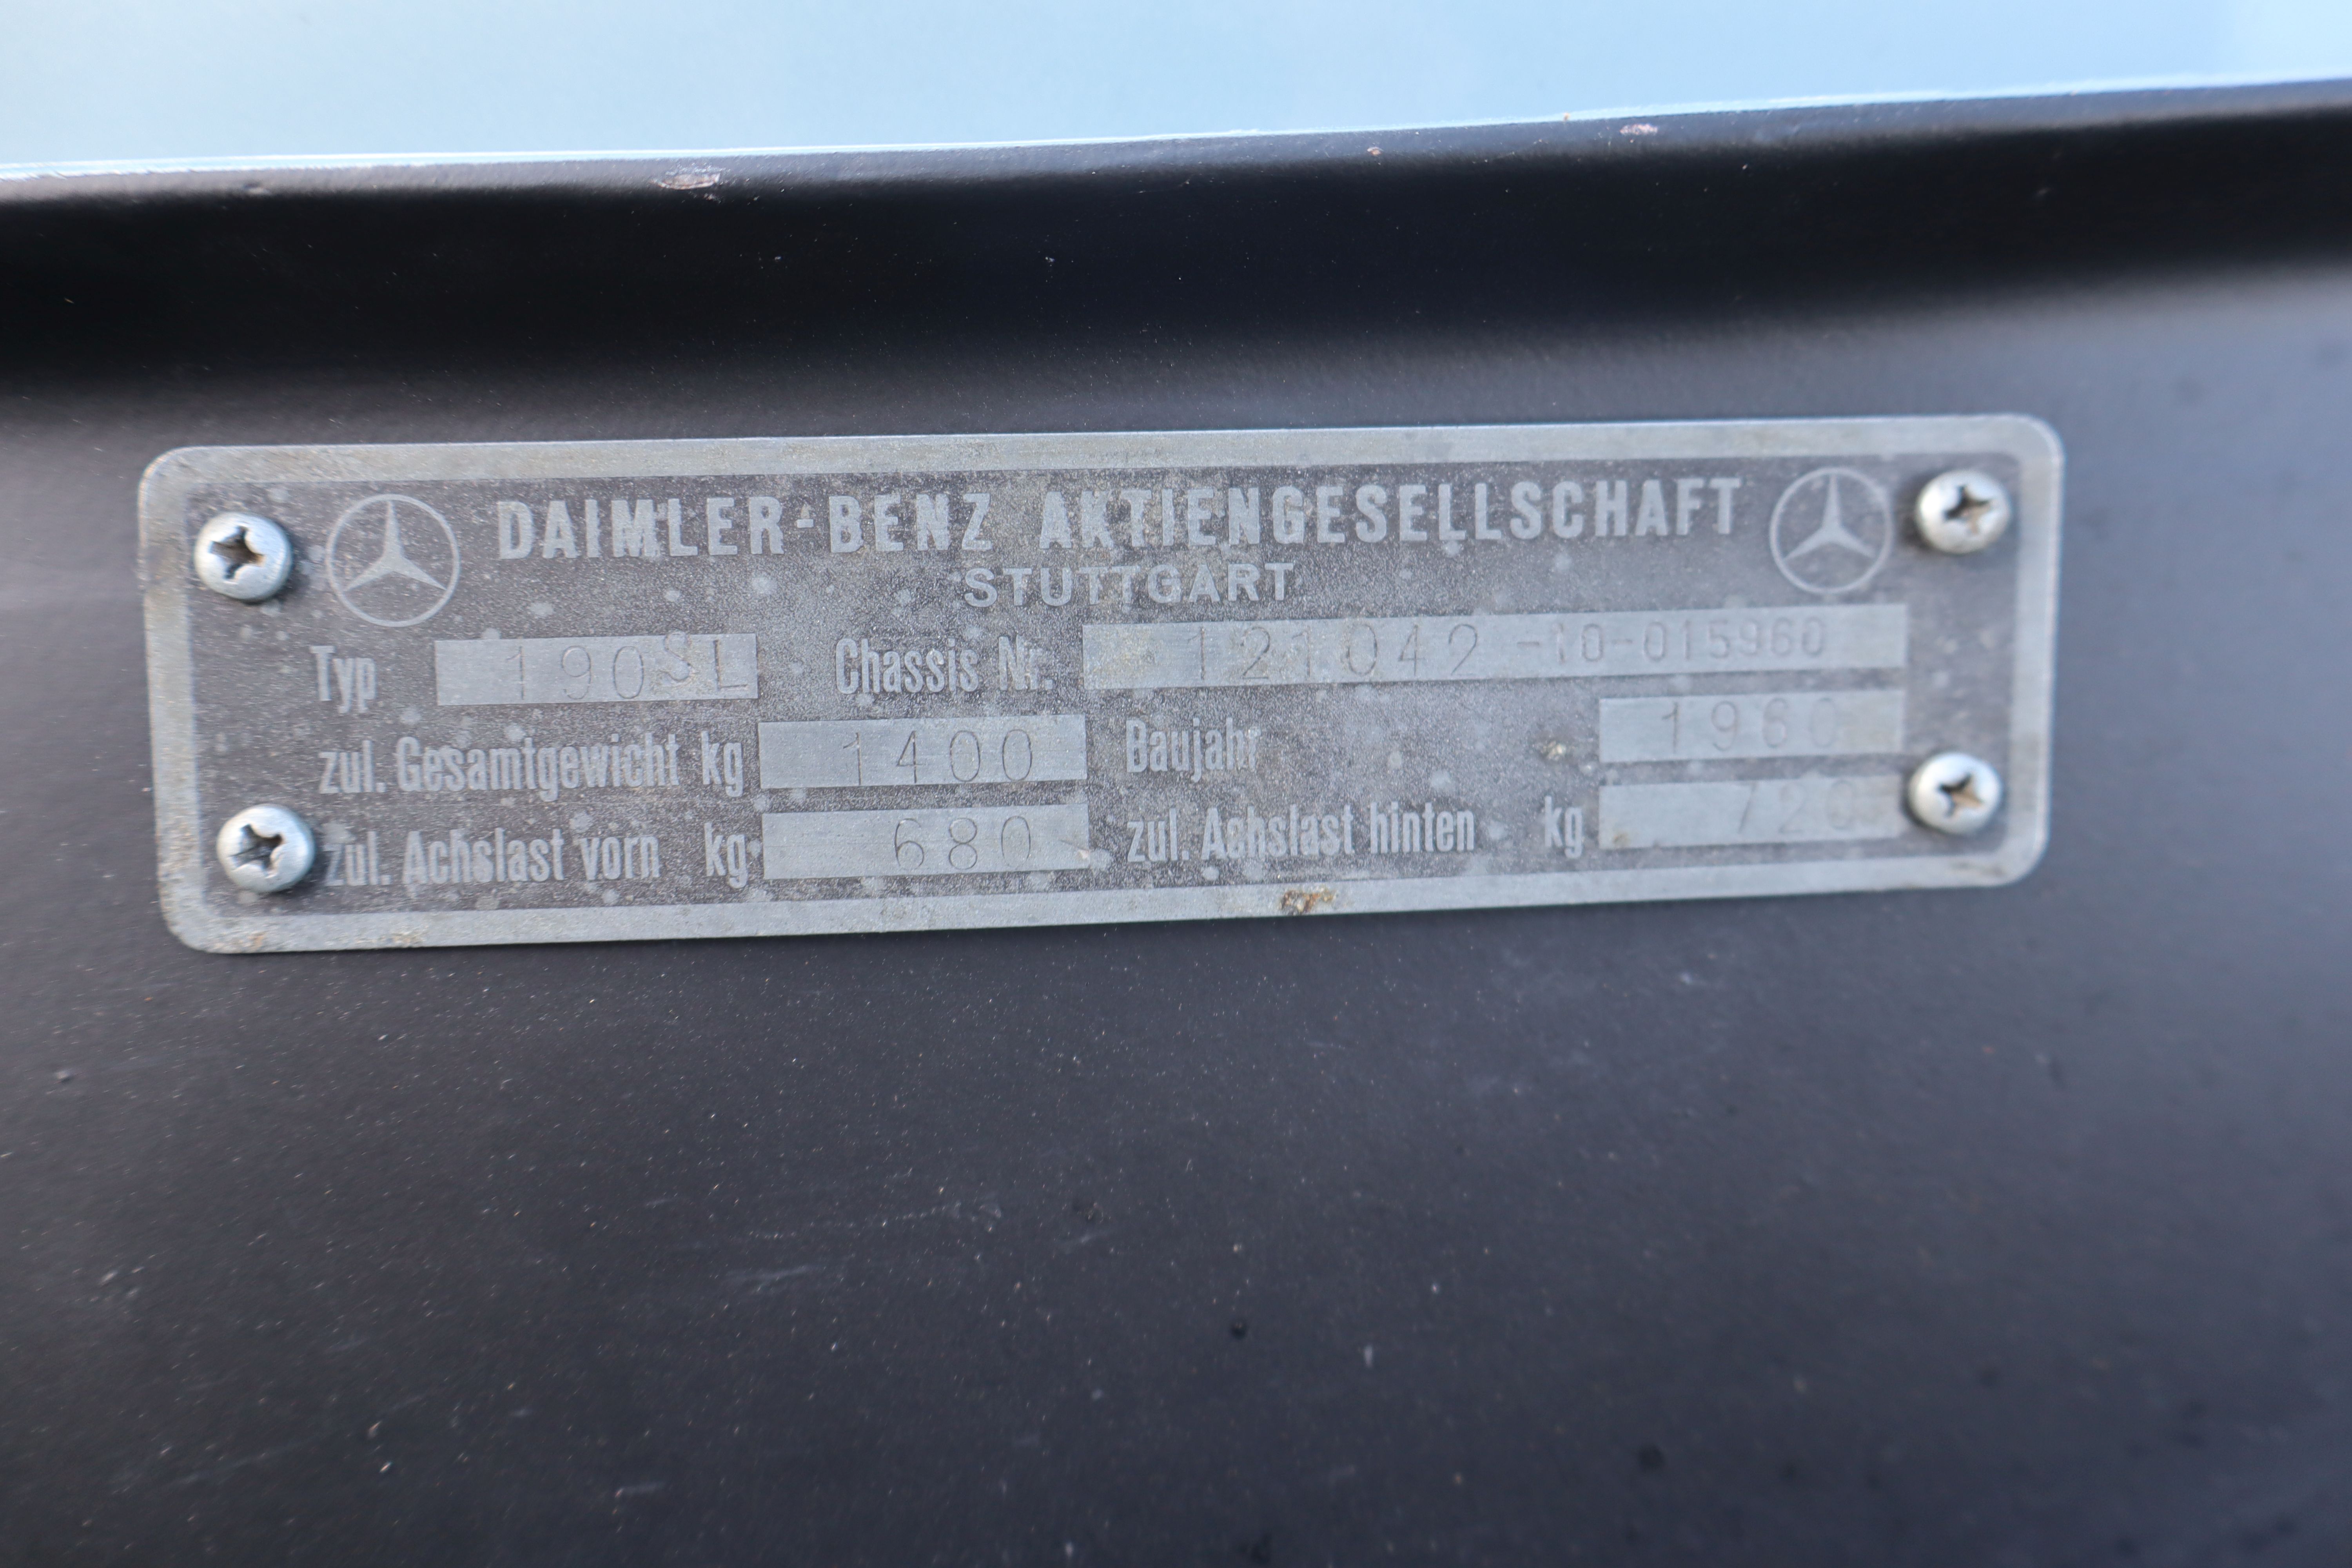 DAIMLER-BENZ AKTIENGESELLSCHAFT
STUTTGART
Typ 190SL Chassis Nr. 121042-10-015960
zul. Gesamtgewicht kg 1400 Baujahr 1960
zul. Achslast vorn kg 680 zul. Achslast hinten kg 720